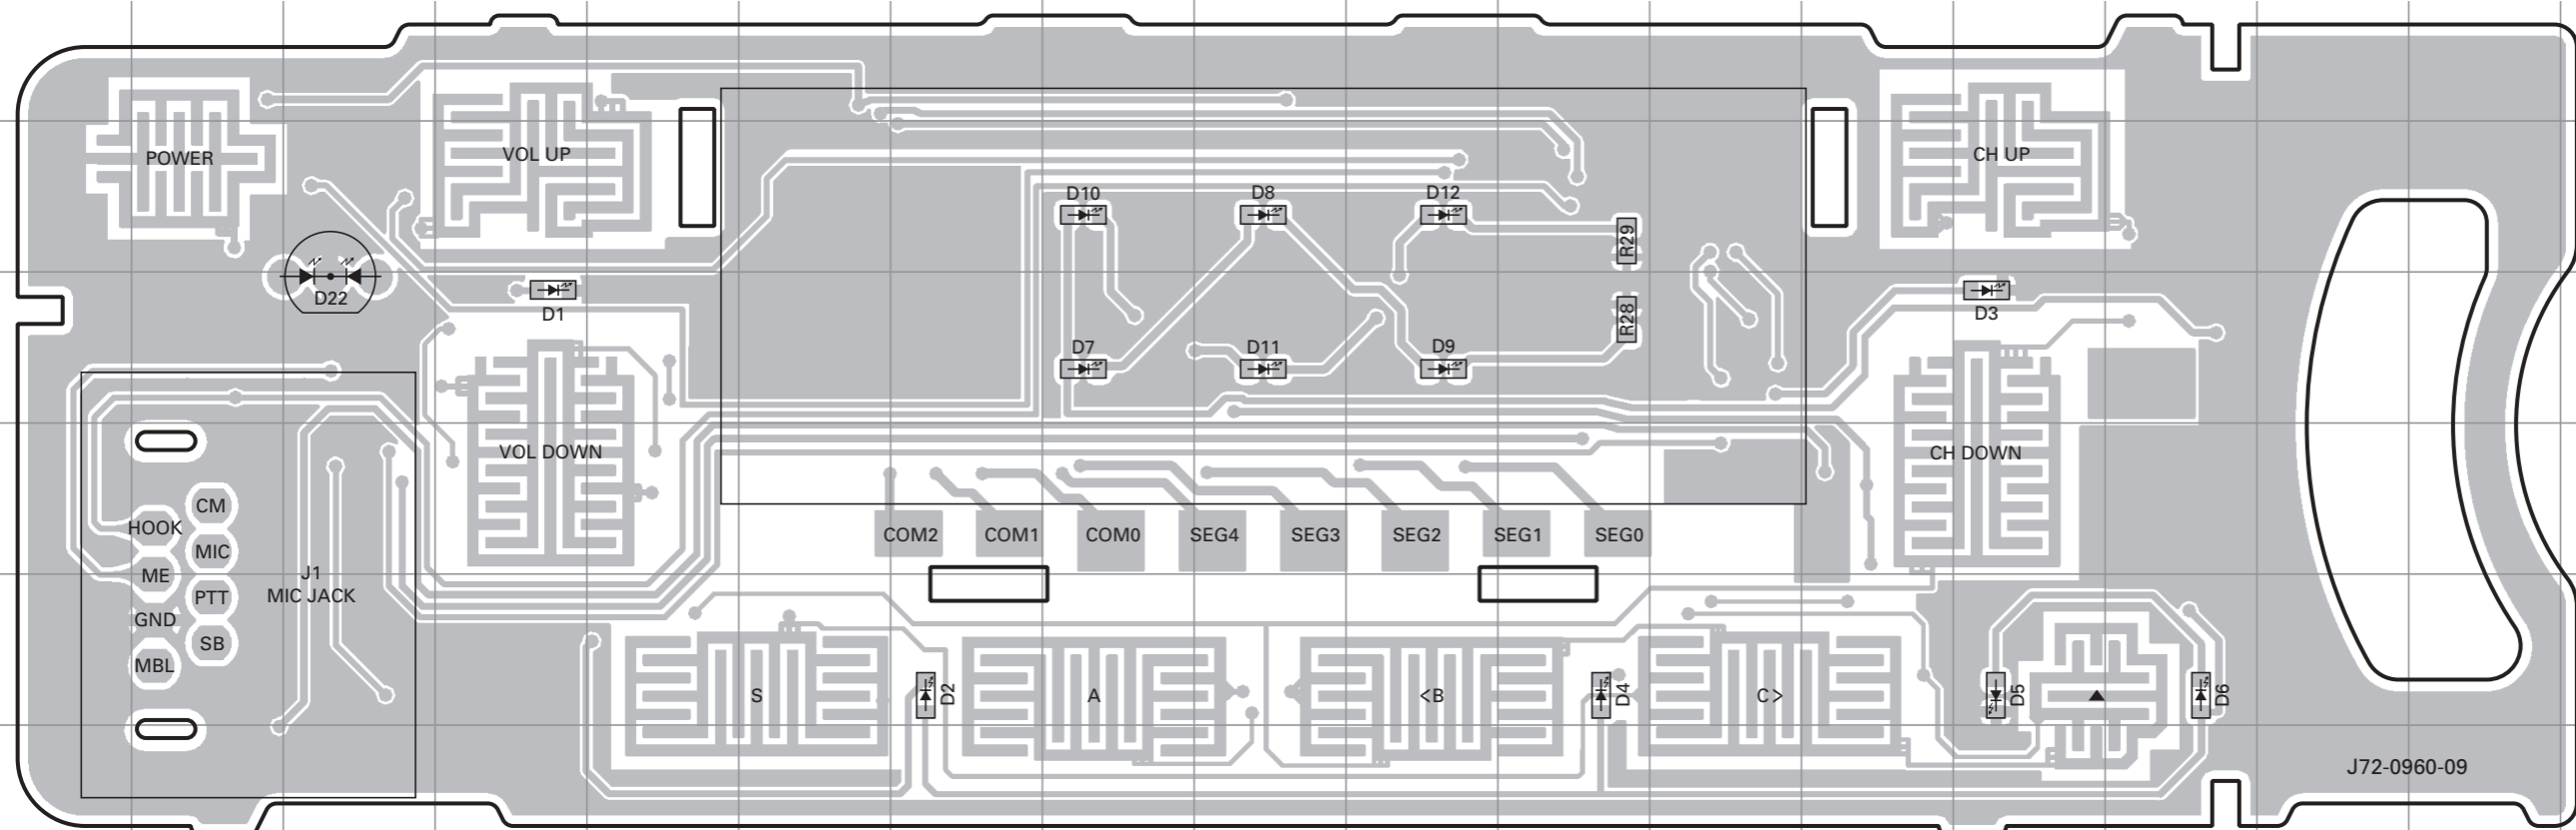 POWER
VOL UP
CH UP
D10
D8
D12
R29
D22
D1
D3
R28
D7
D11
D9
VOL DOWN
CH DOWN
CM
HOOK
MIC
ME
PTT
GND
SB
MBL
J1
MIC JACK
COM2
COM1
COM0
SEG4
SEG3
SEG2
SEG1
SEG0
S
D2
A
<B
D4
C>
D5
▲
D6
J72-0960-09